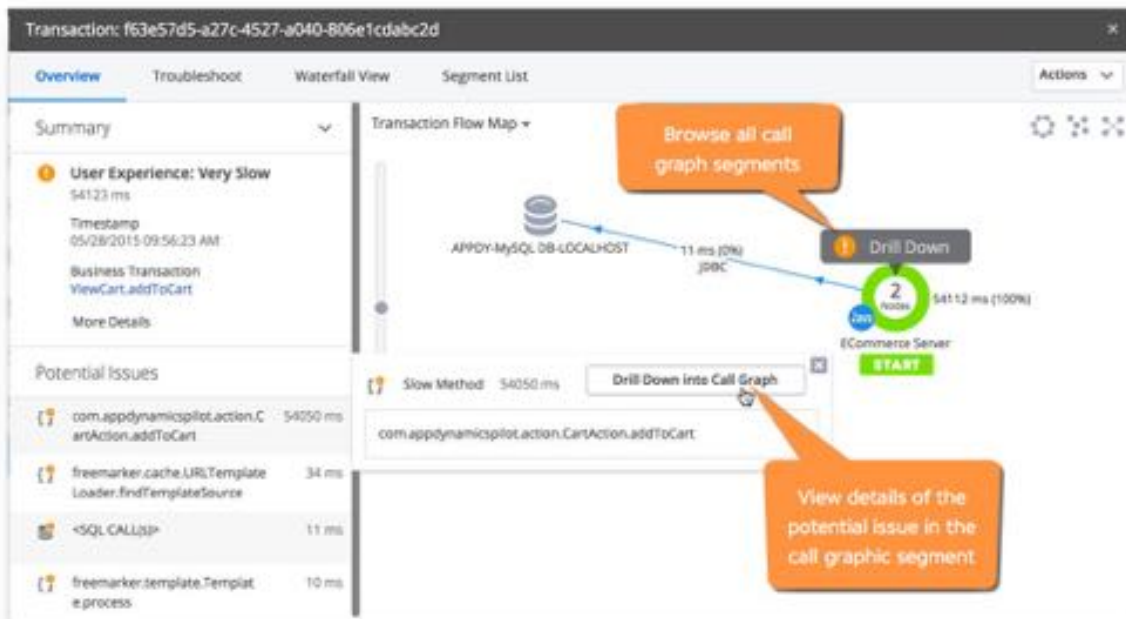 Transaction: f63e57d5-a27c-4527-a040-806e1cdabc2d
Overview
Troubleshoot
Waterfall View
Segment List
Actions
Summary
User Experience: Very Slow
54123 ms
Timestamp
05/28/2015 09:56:23 AM
Business Transaction
ViewCart.addToCart
More Details
Potential Issues
com.appdynamicspilot.action.C
artAction.addToCart
54050 ms
freemarker.cache.URLTemplate
Loader.findTemplateSource
34 ms
<SQL CALL(s)>
11 ms
freemarker.template.Templat
e.process
10 ms
Transaction Flow Map
Browse all call
graph segments
APPDY-MySQL DB-LOCALHOST
11 ms (0%)
JDBC
Drill Down
2
Nodes
54112 ms (100%)
Java
ECommerce Server
START
Slow Method 54050 ms
Drill Down into Call Graph
com.appdynamicspilot.action.CartAction.addToCart
View details of the
potential issue in the
call graphic segment